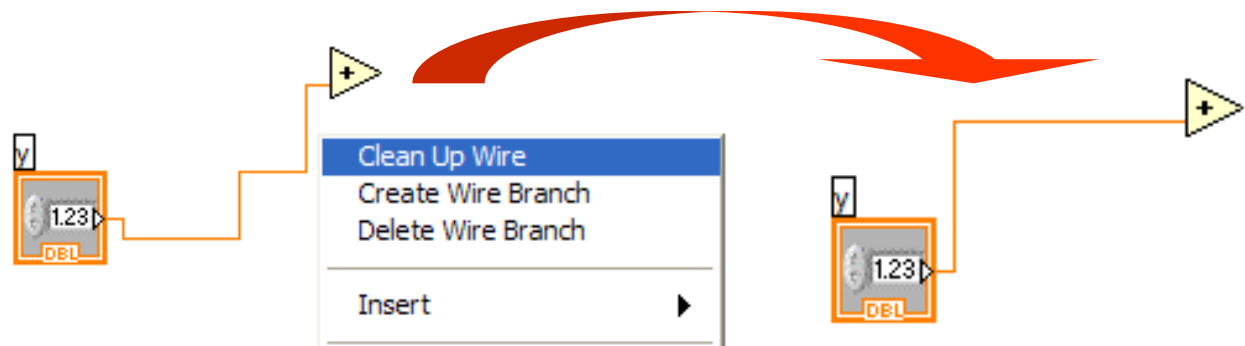 +
y
1.23
DBL
Clean Up Wire
Create Wire Branch
Delete Wire Branch
Insert
+
y
1.23
DBL